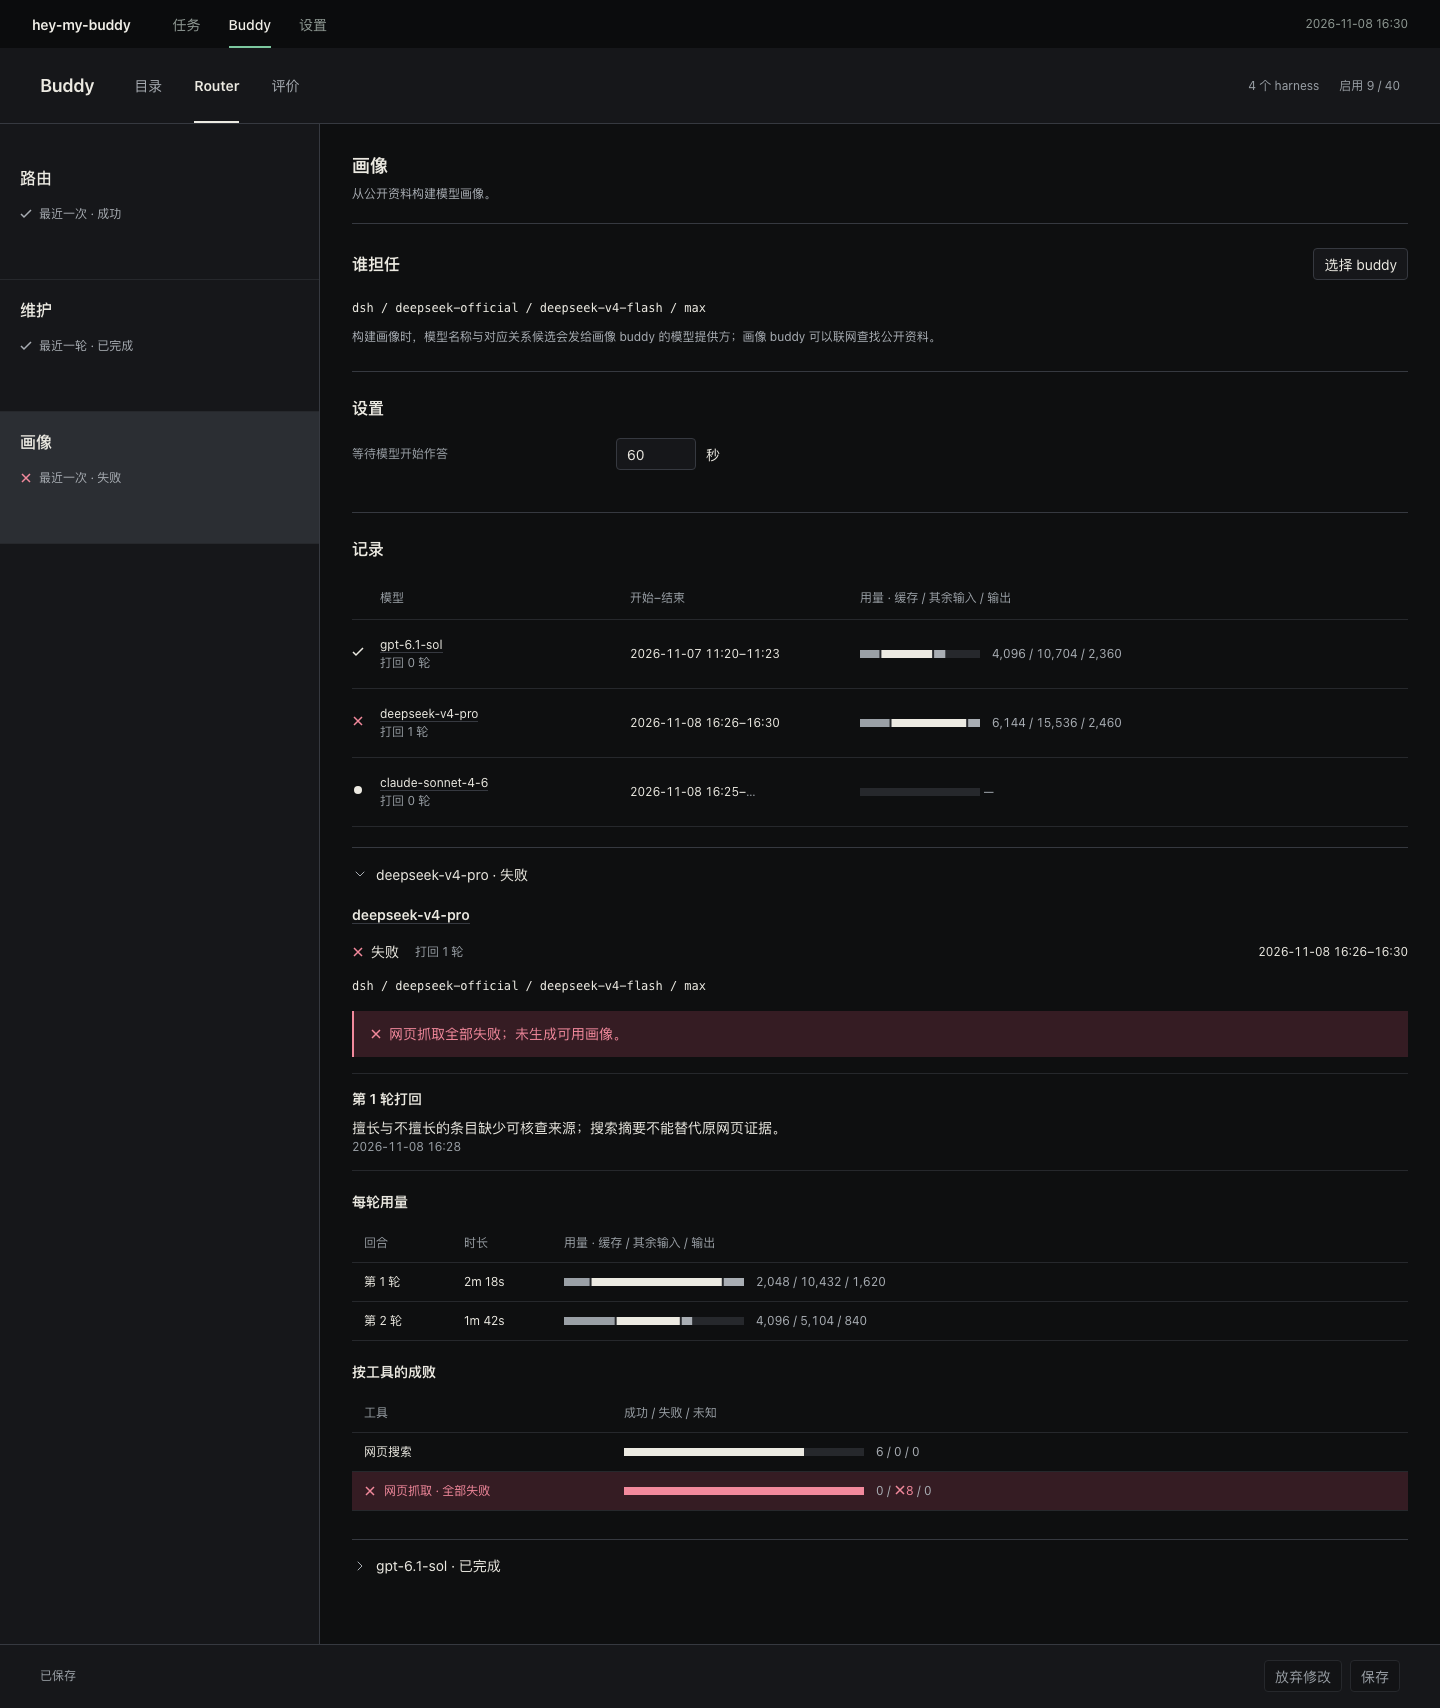 hey-my-buddy 任务 Buddy 设置 2026-11-08 16:30
Buddy 目录 Router 评价 4 个 harness 启用 9 / 40
路由
最近一次 · 成功
维护
最近一轮 · 已完成
画像
最近一次 · 失败
画像
从公开资料构建模型画像。
谁担任 选择 buddy
dsh / deepseek-official / deepseek-v4-flash / max
构建画像时，模型名称与对应关系候选会发给画像 buddy 的模型提供方；画像 buddy 可以联网查找公开资料。
设置
等待模型开始作答 60 秒
记录
模型 开始–结束 用量 · 缓存 / 其余输入 / 输出
gpt-6.1-sol
打回 0 轮
2026-11-07 11:20–11:23 4,096 / 10,704 / 2,360
deepseek-v4-pro
打回 1 轮
2026-11-08 16:26–16:30 6,144 / 15,536 / 2,460
claude-sonnet-4-6
打回 0 轮
2026-11-08 16:25–… —
deepseek-v4-pro · 失败
deepseek-v4-pro
✕ 失败 打回 1 轮 2026-11-08 16:26–16:30
dsh / deepseek-official / deepseek-v4-flash / max
✕ 网页抓取全部失败；未生成可用画像。
第 1 轮打回
擅长与不擅长的条目缺少可核查来源；搜索摘要不能替代原网页证据。
2026-11-08 16:28
每轮用量
回合 时长 用量 · 缓存 / 其余输入 / 输出
第 1 轮 2m 18s 2,048 / 10,432 / 1,620
第 2 轮 1m 42s 4,096 / 5,104 / 840
按工具的成败
工具 成功 / 失败 / 未知
网页搜索 6 / 0 / 0
✕ 网页抓取 · 全部失败 0 / ✕8 / 0
gpt-6.1-sol · 已完成
已保存 放弃修改 保存